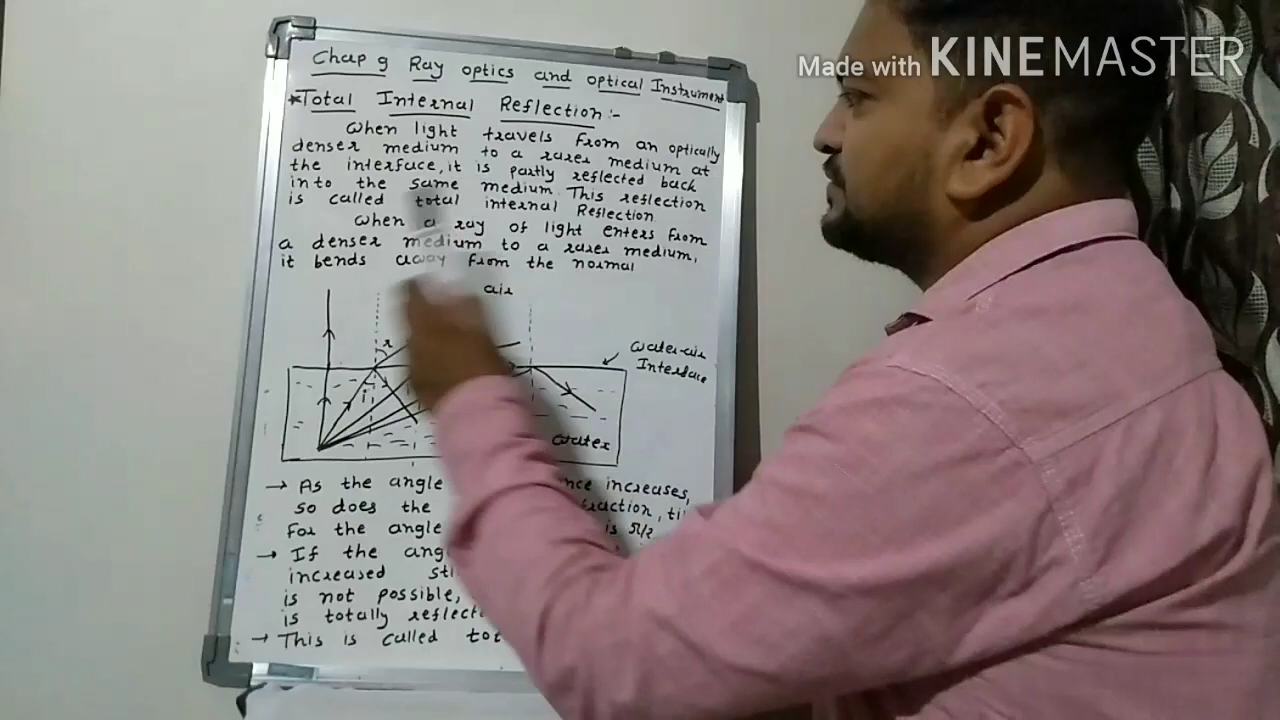 Made with KINEMASTER
Chap 9 Ray optics and optical Instrument
*Total Internal Reflection:-
When light travels from an optically
denser medium to a rarer medium at
the interface, it is partly reflected back
into the same medium. This reflection
is called total internal Reflection
When a ray of light enters from
a denser medium to a rarer medium,
it bends away from the normal
air
r
water-air
Interface
i
water
→ As the angle increases,
so does the
For the angle is π/2
→ If the
increased
is not possible,
is totally
→ This is called